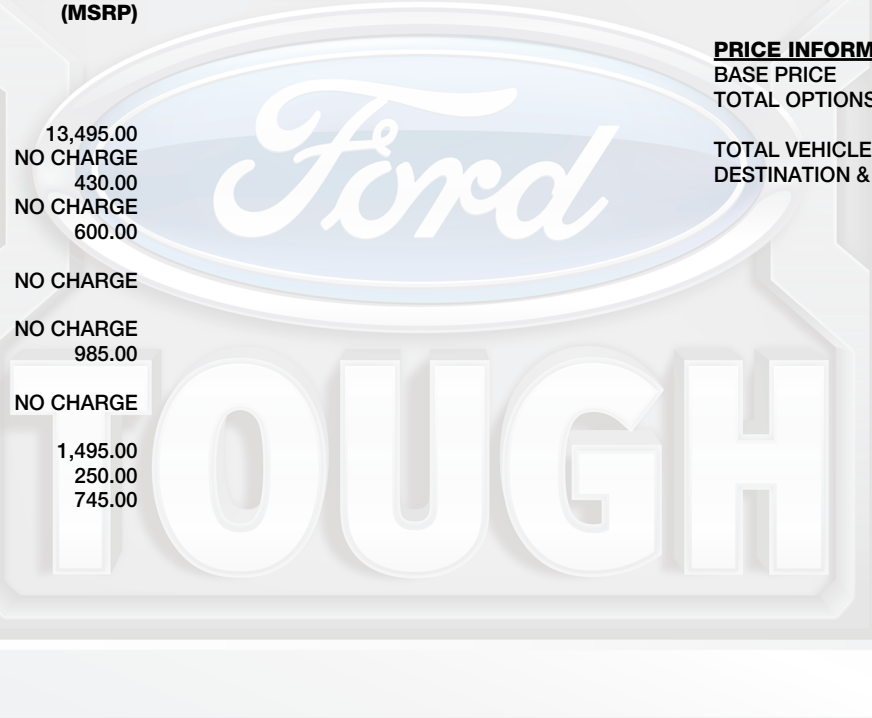 (MSRP)
13,495.00
NO CHARGE
430.00
NO CHARGE
600.00
NO CHARGE
NO CHARGE
985.00
NO CHARGE
1,495.00
250.00
745.00
PRICE INFORM
BASE PRICE
TOTAL OPTIONS
TOTAL VEHICLE
DESTINATION &
Ford
TOUGH